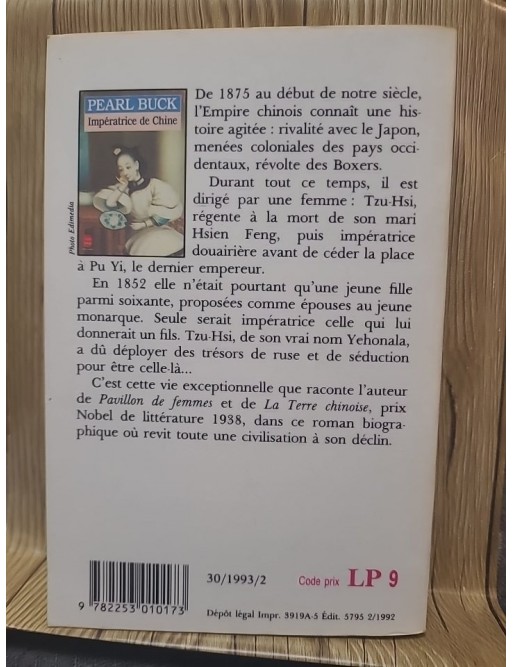 PEARL BUCK
Impératrice de Chine
Photo Edimedia
De 1875 au début de notre siècle,
l'Empire chinois connaît une his-
toire agitée : rivalité avec le Japon,
menées coloniales des pays occi-
dentaux, révolte des Boxers.
Durant tout ce temps, il est
dirigé par une femme : Tzu-Hsi,
régente à la mort de son mari
Hsien Feng, puis impératrice
douairière avant de céder la place
à Pu Yi, le dernier empereur.
En 1852 elle n'était pourtant qu'une jeune fille
parmi soixante, proposées comme épouses au jeune
monarque. Seule serait impératrice celle qui lui
donnerait un fils. Tzu-Hsi, de son vrai nom Yehonala,
a dû déployer des trésors de ruse et de séduction
pour être celle-là...
C'est cette vie exceptionnelle que raconte l'auteur
de Pavillon de femmes et de La Terre chinoise, prix
Nobel de littérature 1938, dans ce roman biogra-
phique où revit toute une civilisation à son déclin.
30/1993/2
Code prix LP 9
9 782253 010173
Dépôt légal Impr. 3919A-5 Édit. 5795 2/1992